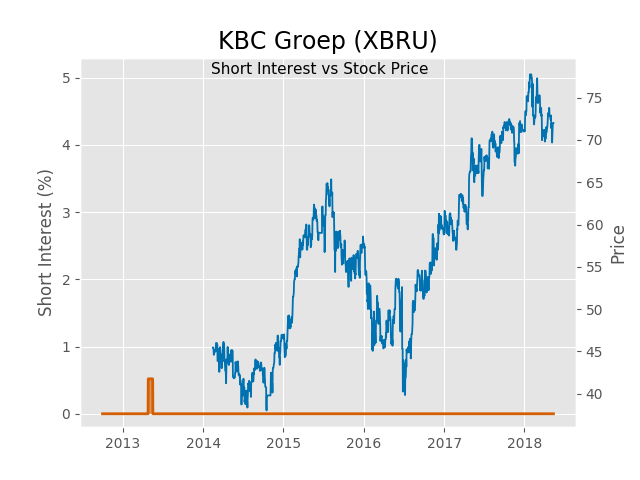 KBC Groep (XBRU)
Short Interest vs Stock Price
Short Interest (%)
5
4
3
2
1
0
75
70
65
60
55
50
45
40
Price
2013 2014 2015 2016 2017 2018